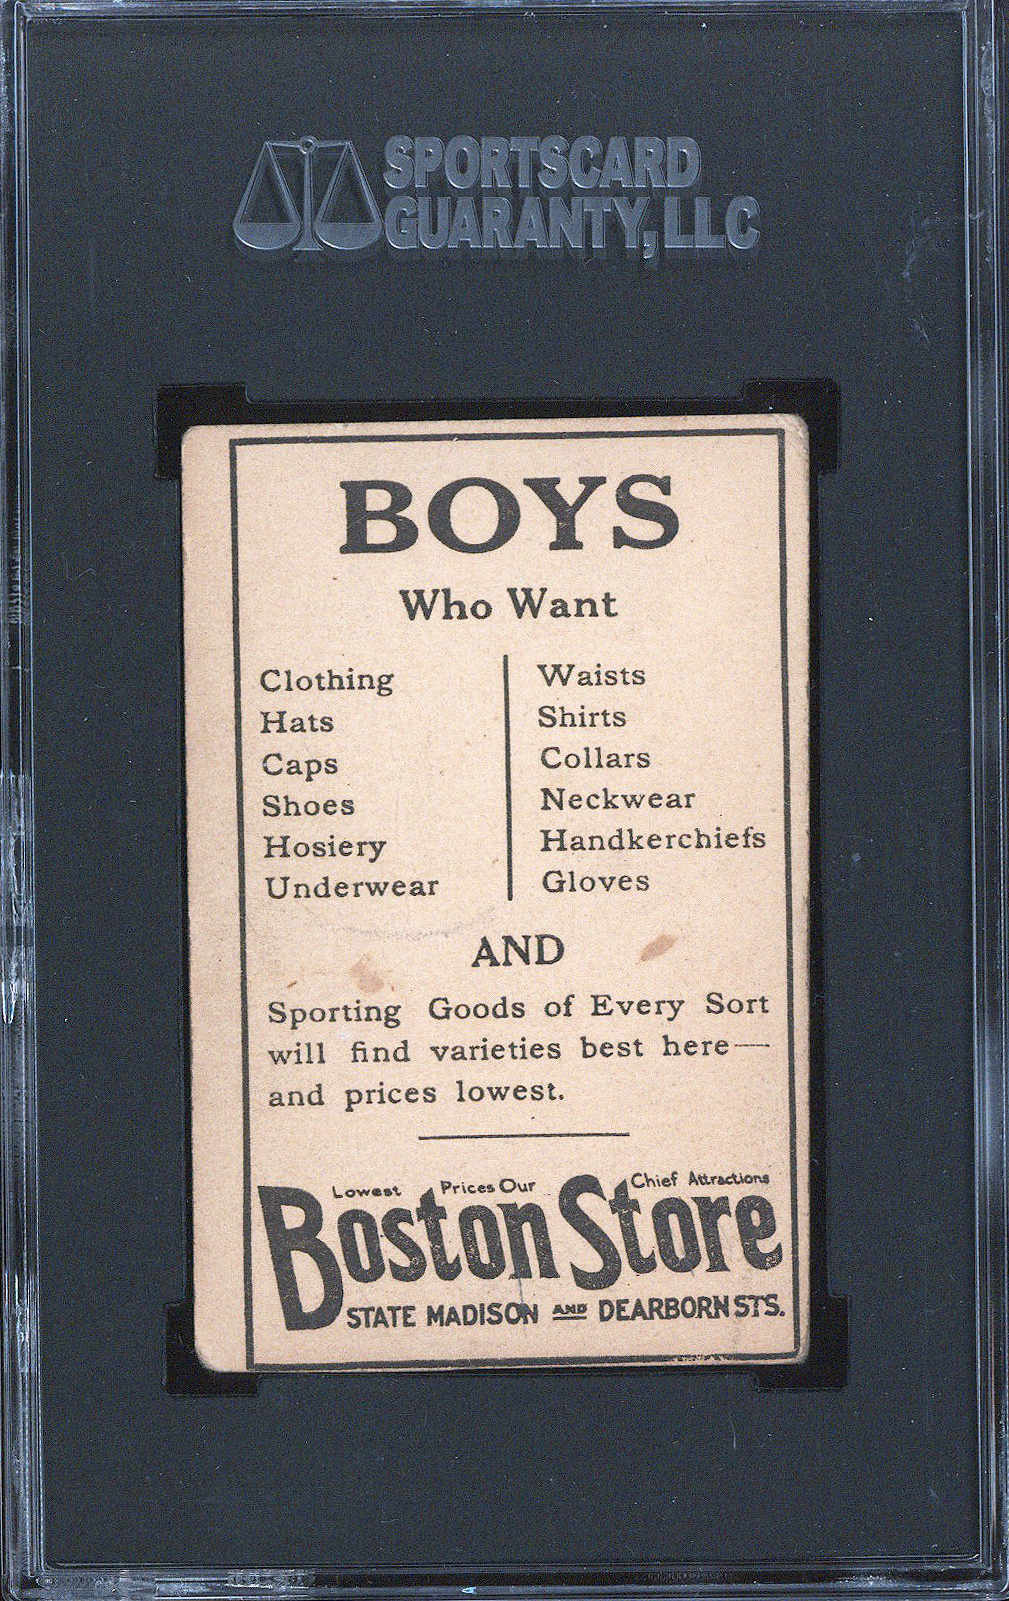 SPORTSCARD
GUARANTY, LLC
BOYS
Who Want
Clothing
Hats
Caps
Shoes
Hosiery
Underwear
Waists
Shirts
Collars
Neckwear
Handkerchiefs
Gloves
AND
Sporting Goods of Every Sort
will find varieties best here—
and prices lowest.
Lowest Prices Our Chief Attractions
Boston Store
STATE MADISON AND DEARBORN STS.